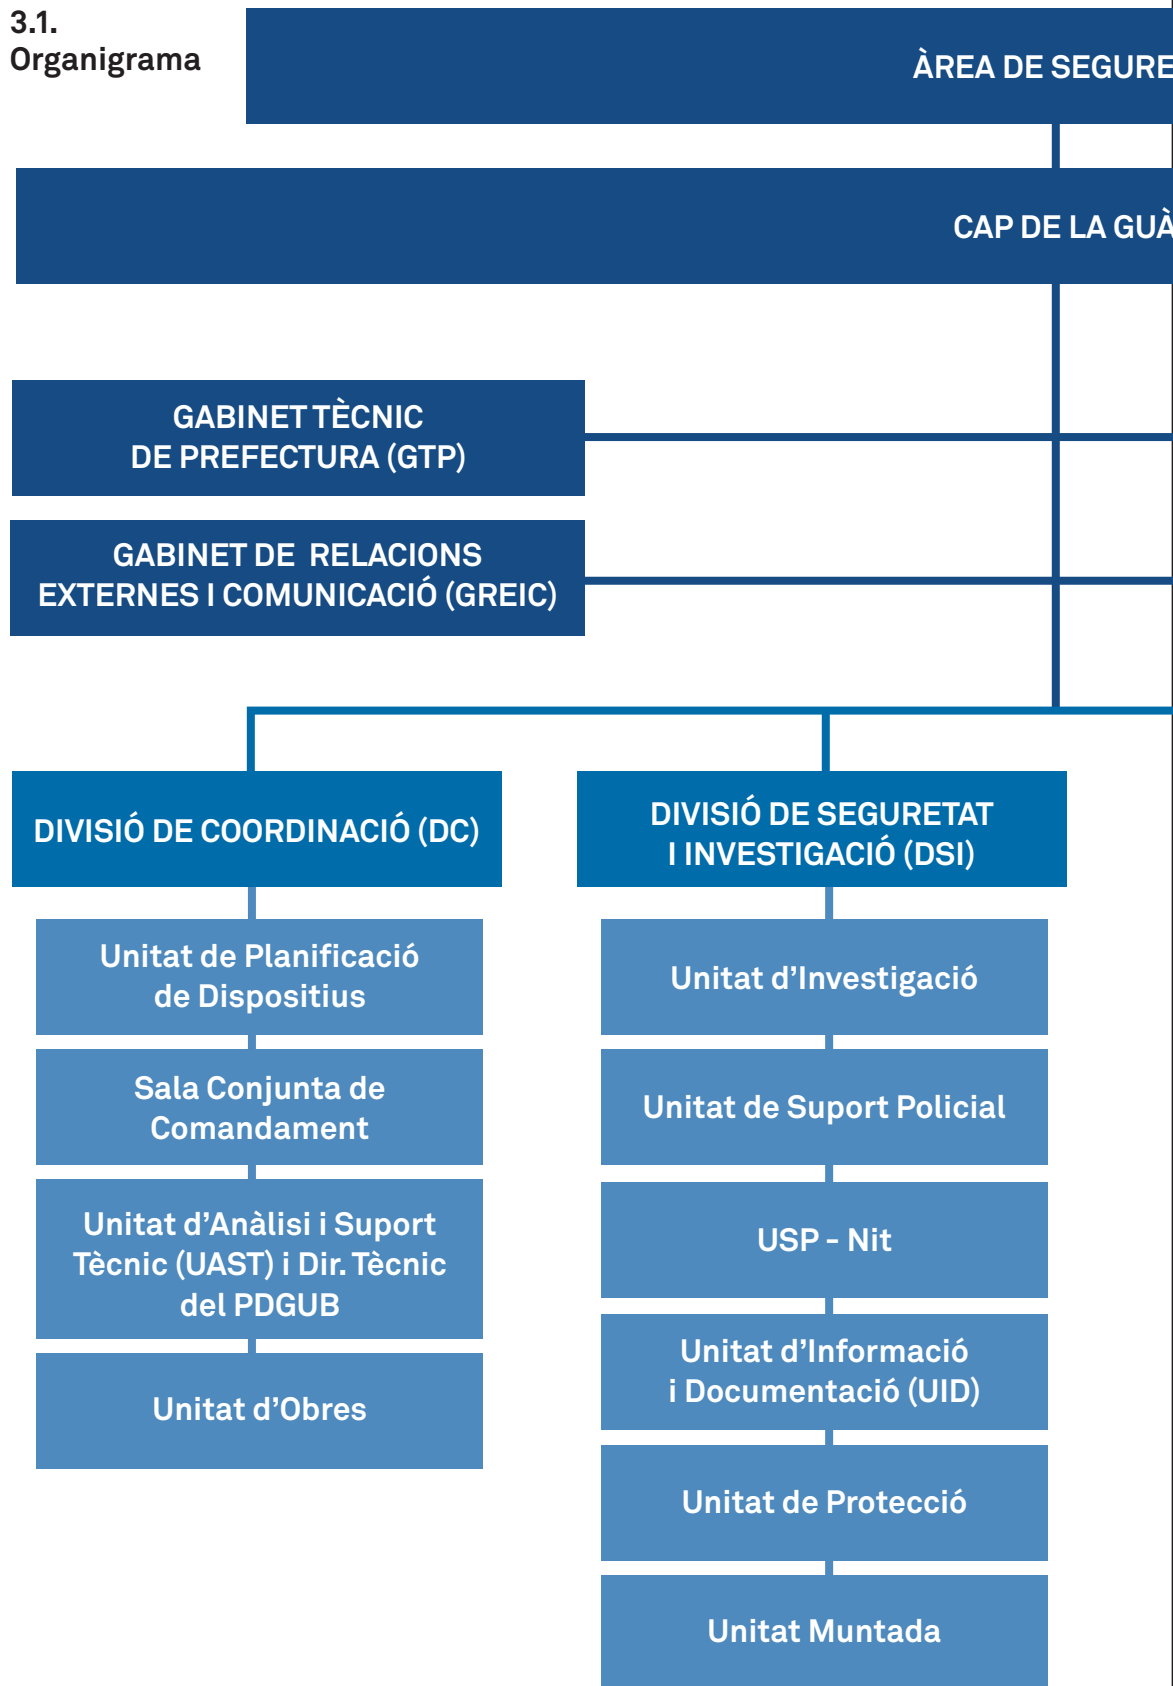 3.1.
Organigrama
ÀREA DE SEGURE
CAP DE LA GUÀ
GABINET TÈCNIC
DE PREFECTURA (GTP)
GABINET DE RELACIONS
EXTERNES I COMUNICACIÓ (GREIC)
DIVISIÓ DE COORDINACIÓ (DC)
Unitat de Planificació
de Dispositius
Sala Conjunta de
Comandament
Unitat d’Anàlisi i Suport
Tècnic (UAST) i Dir. Tècnic
del PDGUB
Unitat d’Obres
DIVISIÓ DE SEGURETAT
I INVESTIGACIÓ (DSI)
Unitat d’Investigació
Unitat de Suport Policial
USP - Nit
Unitat d’Informació
i Documentació (UID)
Unitat de Protecció
Unitat Muntada